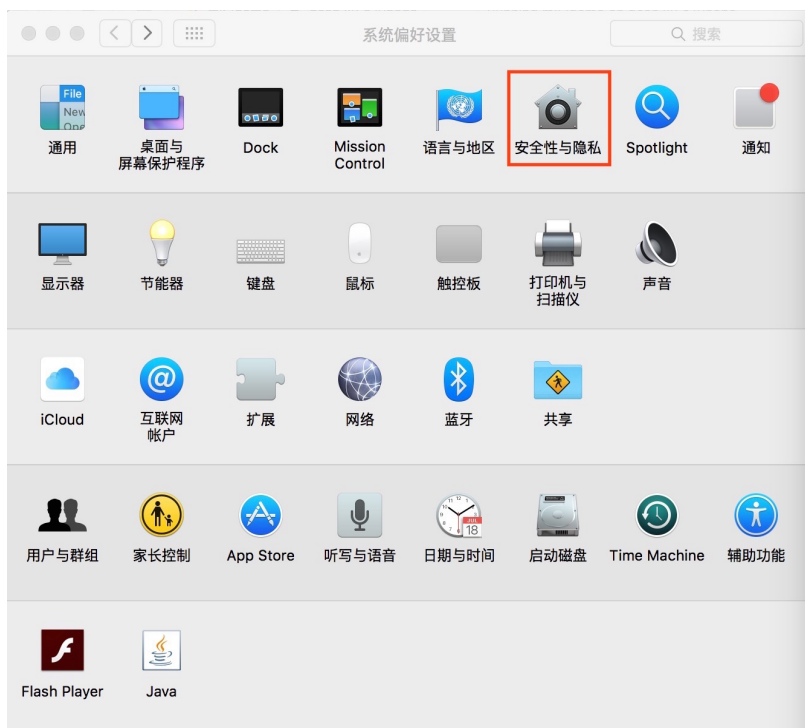 系统偏好设置
搜索
File
New
One
通用
桌面与
屏幕保护程序
Dock
Mission
Control
语言与地区
安全性与隐私
Spotlight
通知
显示器
节能器
键盘
鼠标
触控板
打印机与
扫描仪
声音
iCloud
互联网
帐户
扩展
网络
蓝牙
共享
用户与群组
家长控制
App Store
听写与语音
JUL
18
日期与时间
启动磁盘
Time Machine
辅助功能
Flash Player
Java